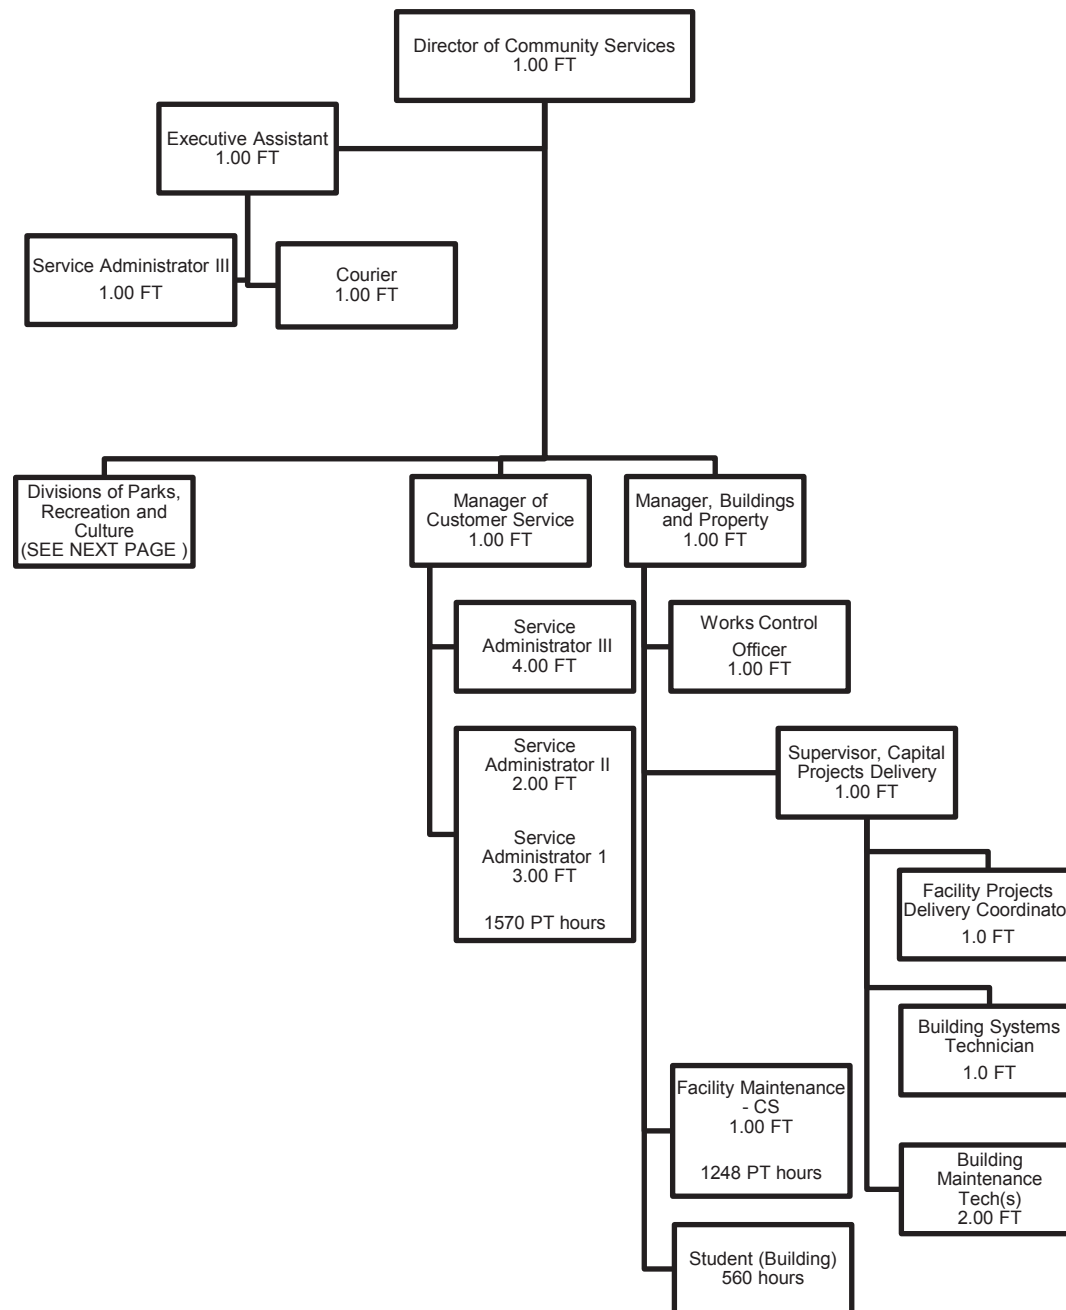 Director of Community Services
1.00 FT
Executive Assistant
1.00 FT
Service Administrator III
1.00 FT
Courier
1.00 FT
Divisions of Parks,
Recreation and
Culture
(SEE NEXT PAGE )
Manager of
Customer Service
1.00 FT
Manager, Buildings
and Property
1.00 FT
Service
Administrator III
4.00 FT
Works Control
Officer
1.00 FT
Service
Administrator II
2.00 FT
Service
Administrator 1
3.00 FT
1570 PT hours
Supervisor, Capital
Projects Delivery
1.00 FT
Facility Projects
Delivery Coordinato
1.0 FT
Building Systems
Technician
1.0 FT
Facility Maintenance
- CS
1.00 FT
1248 PT hours
Building
Maintenance
Tech(s)
2.00 FT
Student (Building)
560 hours